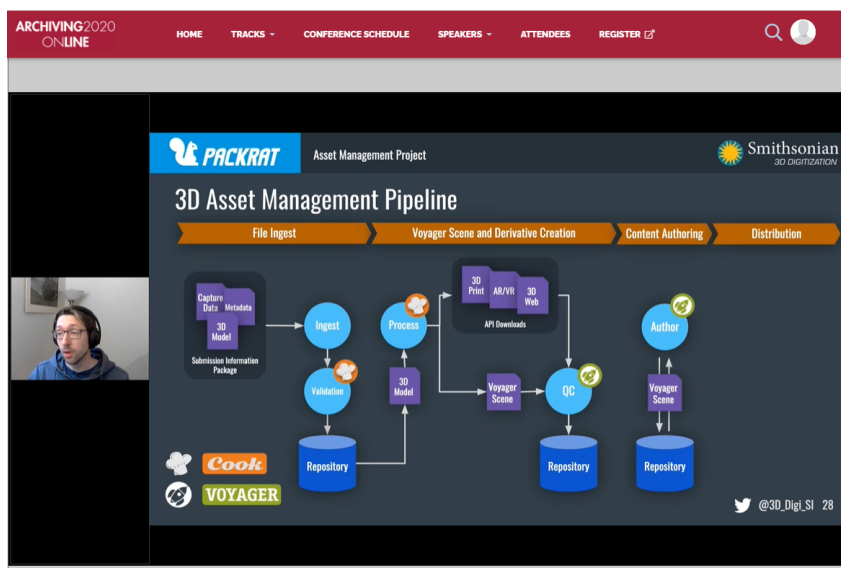 ARCHIVING2020
ONLINE
HOME
TRACKS
CONFERENCE SCHEDULE
SPEAKERS
ATTENDEES
REGISTER
PACKRAT
Asset Management Project
Smithsonian
3D DIGITIZATION
3D Asset Management Pipeline
File Ingest
Voyager Scene and Derivative Creation
Content Authoring
Distribution
Capture
Data
Metadata
3D
Model
Submission Information
Package
Ingest
Validation
Repository
Process
3D
Model
3D
Print
AR/VR
3D
Web
API Downloads
Voyager
Scene
QC
Repository
Author
Voyager
Scene
Repository
Cook
VOYAGER
@3D_Digi_SI 28